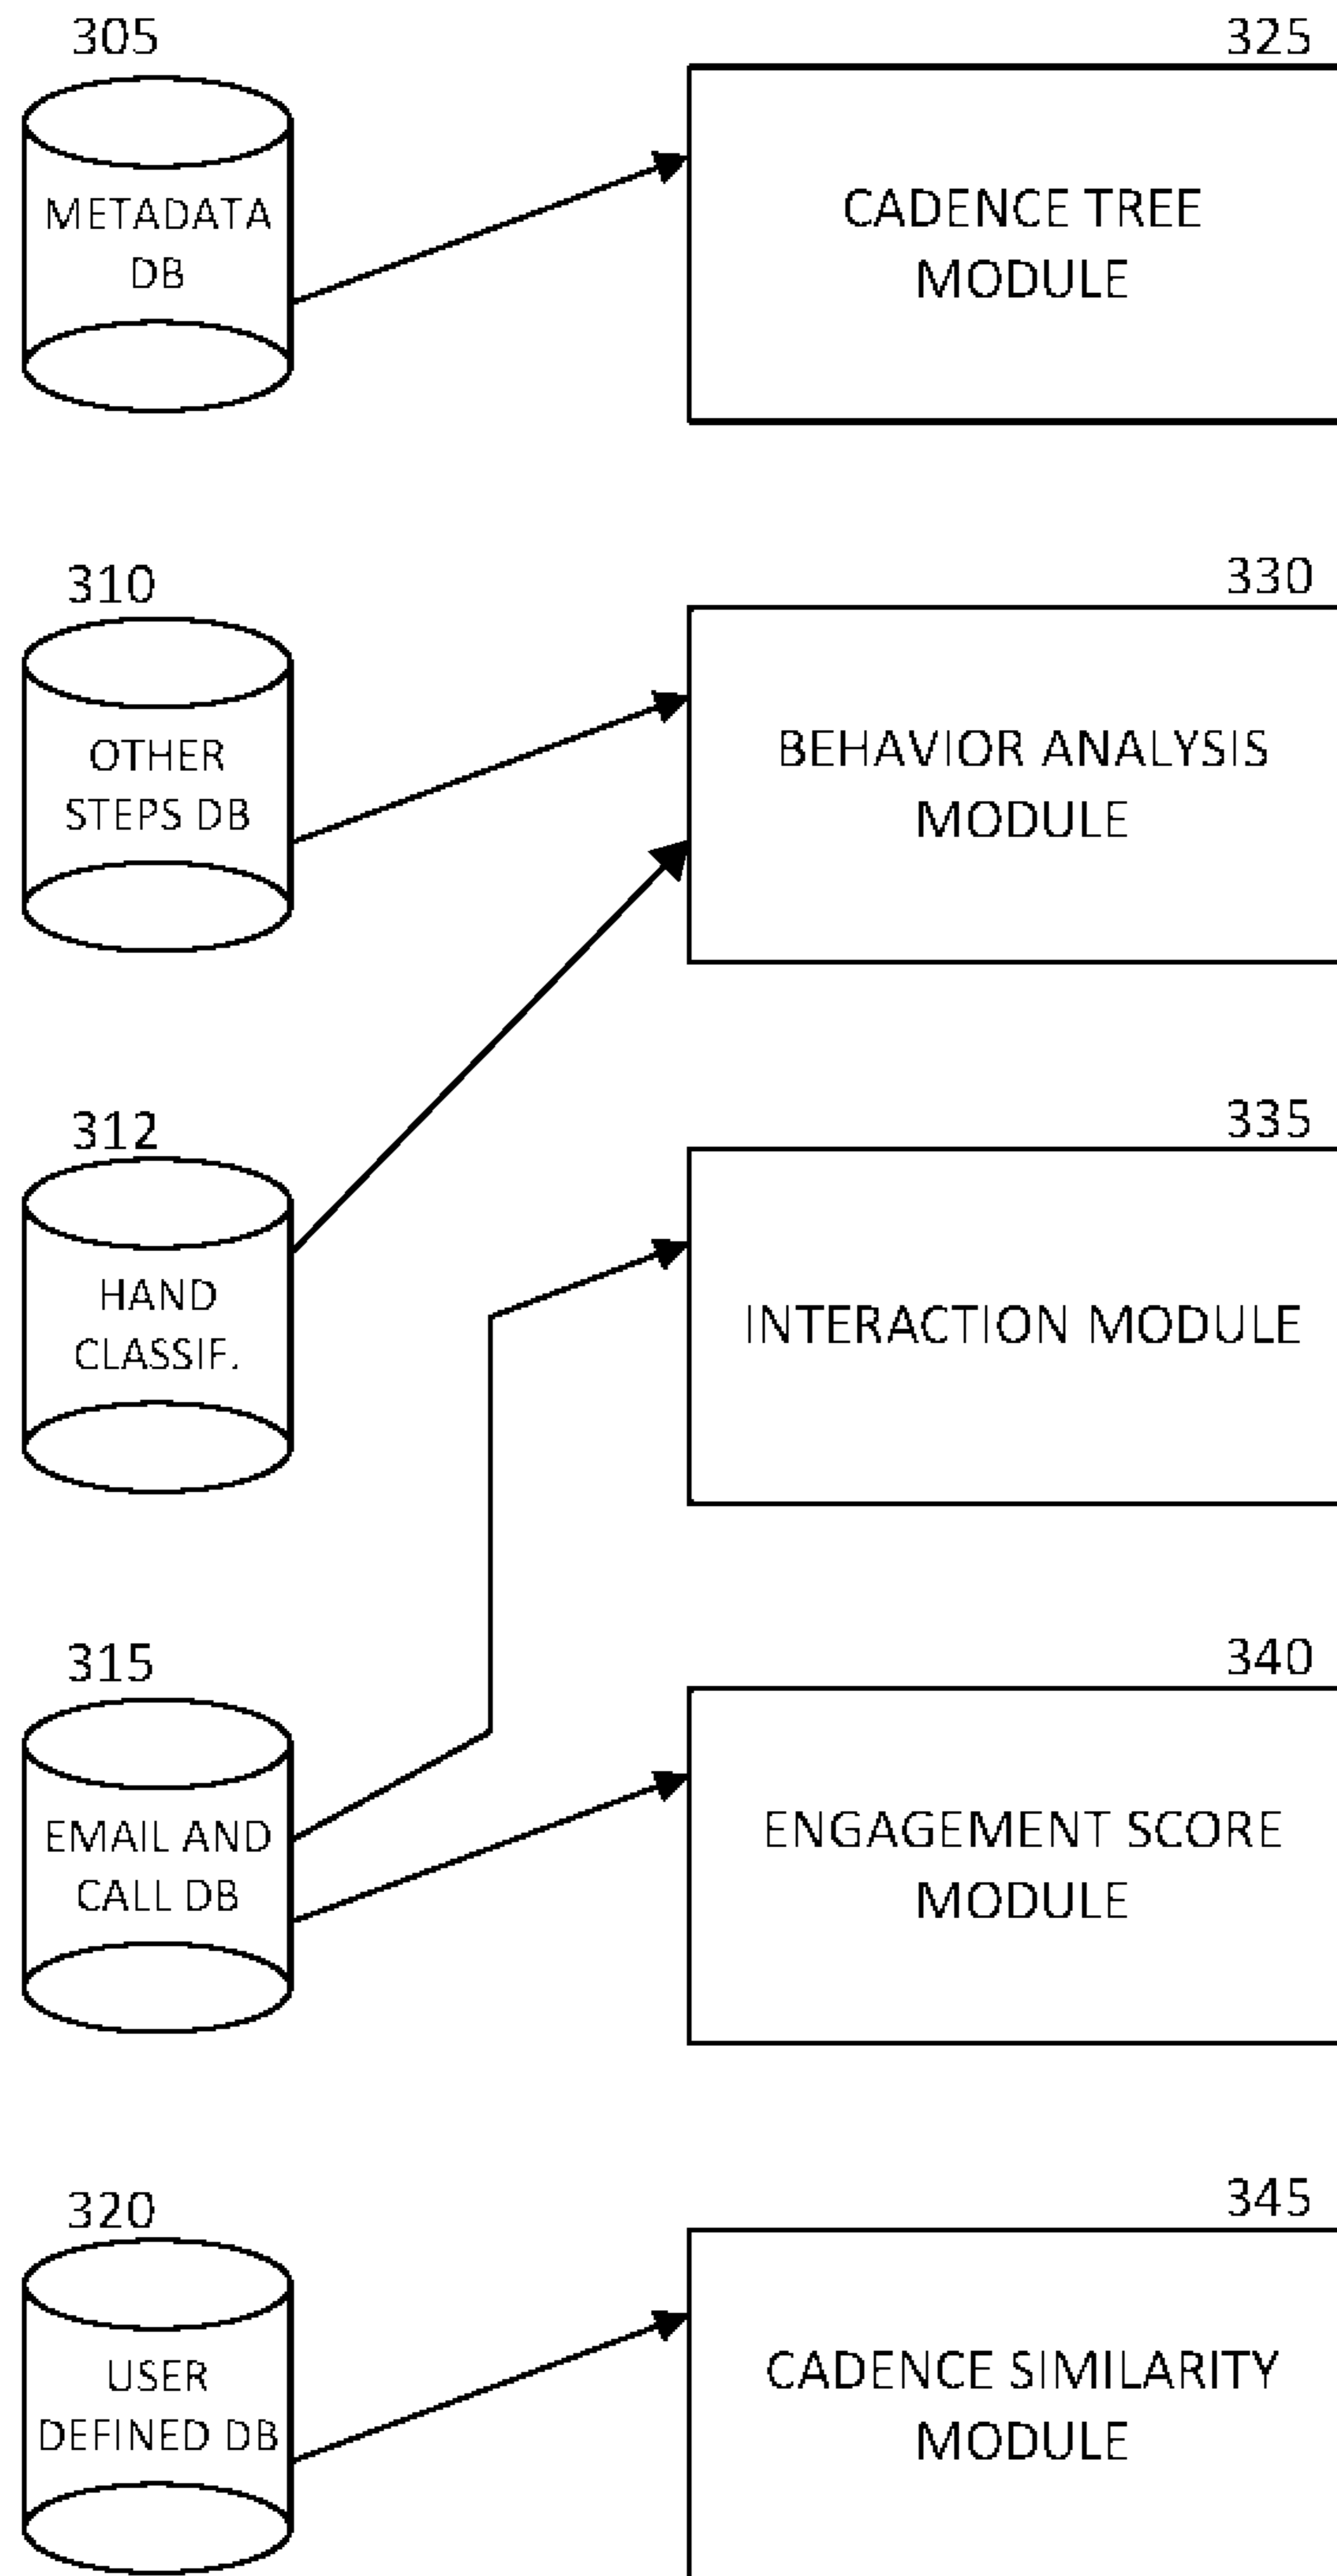 305
325
METADATA
DB
CADENCE TREE
MODULE
310
330
OTHER
STEPS DB
BEHAVIOR ANALYSIS
MODULE
312
335
HAND
CLASSIF.
INTERACTION MODULE
315
340
EMAIL AND
CALL DB
ENGAGEMENT SCORE
MODULE
320
345
USER
DEFINED DB
CADENCE SIMILARITY
MODULE